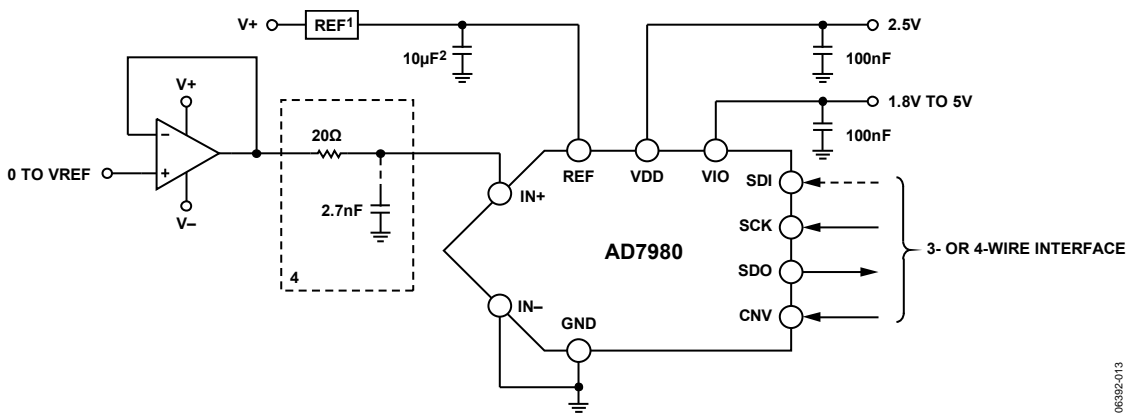 V+
REF1
10µF2
2.5V
100nF
1.8V TO 5V
100nF
V+
−
+
V−
0 TO VREF
20Ω
2.7nF
4
REF
VDD
VIO
IN+
IN−
GND
AD7980
SDI
SCK
SDO
CNV
3- OR 4-WIRE INTERFACE
06392-013